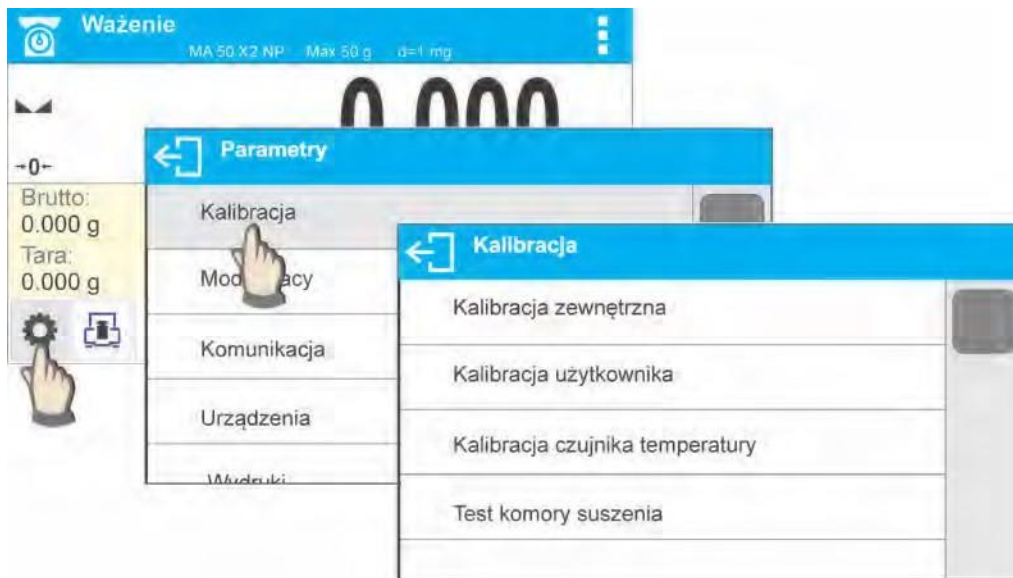 Ważenie
MA 50 X2 NP Max 50 g d=1 mg
0.000
→0←
Brutto:
0.000 g
Tara:
0.000 g
Parametry
Kalibracja
Komunikacja
Urządzenia
Wydruki
Kalibracja
Kalibracja zewnętrzna
Kalibracja użytkownika
Kalibracja czujnika temperatury
Test komory suszenia